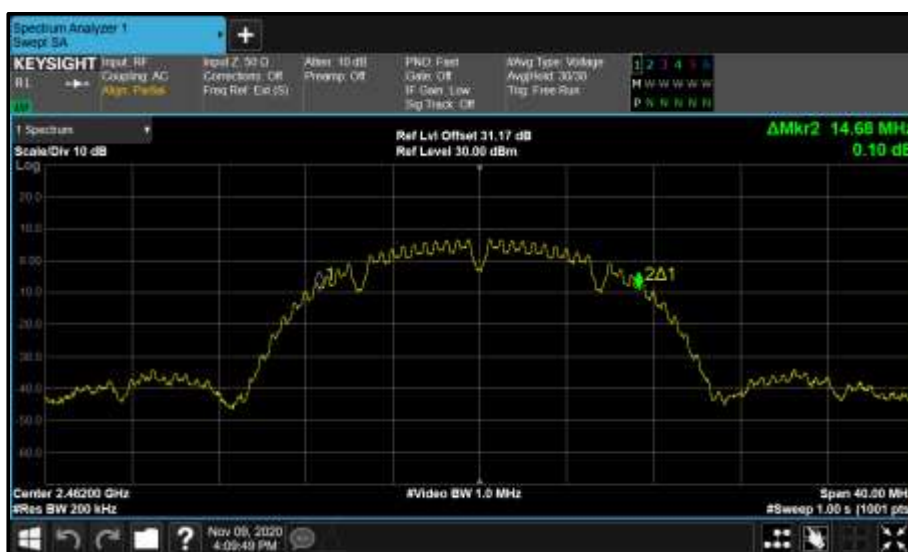 Spectrum Analyzer 1
Swept SA
KEYSIGHT
R L
Input: RF
Coupling: AC
Align: Partial
Input Z: 50 Ω
Corrections: Off
Freq Ref: Ext (S)
Atten: 10 dB
Preamp: Off
PNO: Fast
Gate: Off
IF Gain: Low
Sig Track: Off
#Avg Type: Voltage
Avg|Hold: 30/30
Trig: Free Run
1 2 3 4 5 6
M W W W W W
P N N N N N
1 Spectrum
Scale/Div 10 dB
Ref Lvl Offset 31.17 dB
Ref Level 30.00 dBm
ΔMkr2 14.68 MHz
0.10 dB
Log
20.0
10.0
0.00
-10.0
-20.0
-30.0
-40.0
-50.0
-60.0
2Δ1
Center 2.46200 GHz
#Res BW 200 kHz
#Video BW 1.0 MHz
Span 40.00 MH
#Sweep 1.00 s (1001 pts
?
Nov 09, 2020
4:09:49 PM